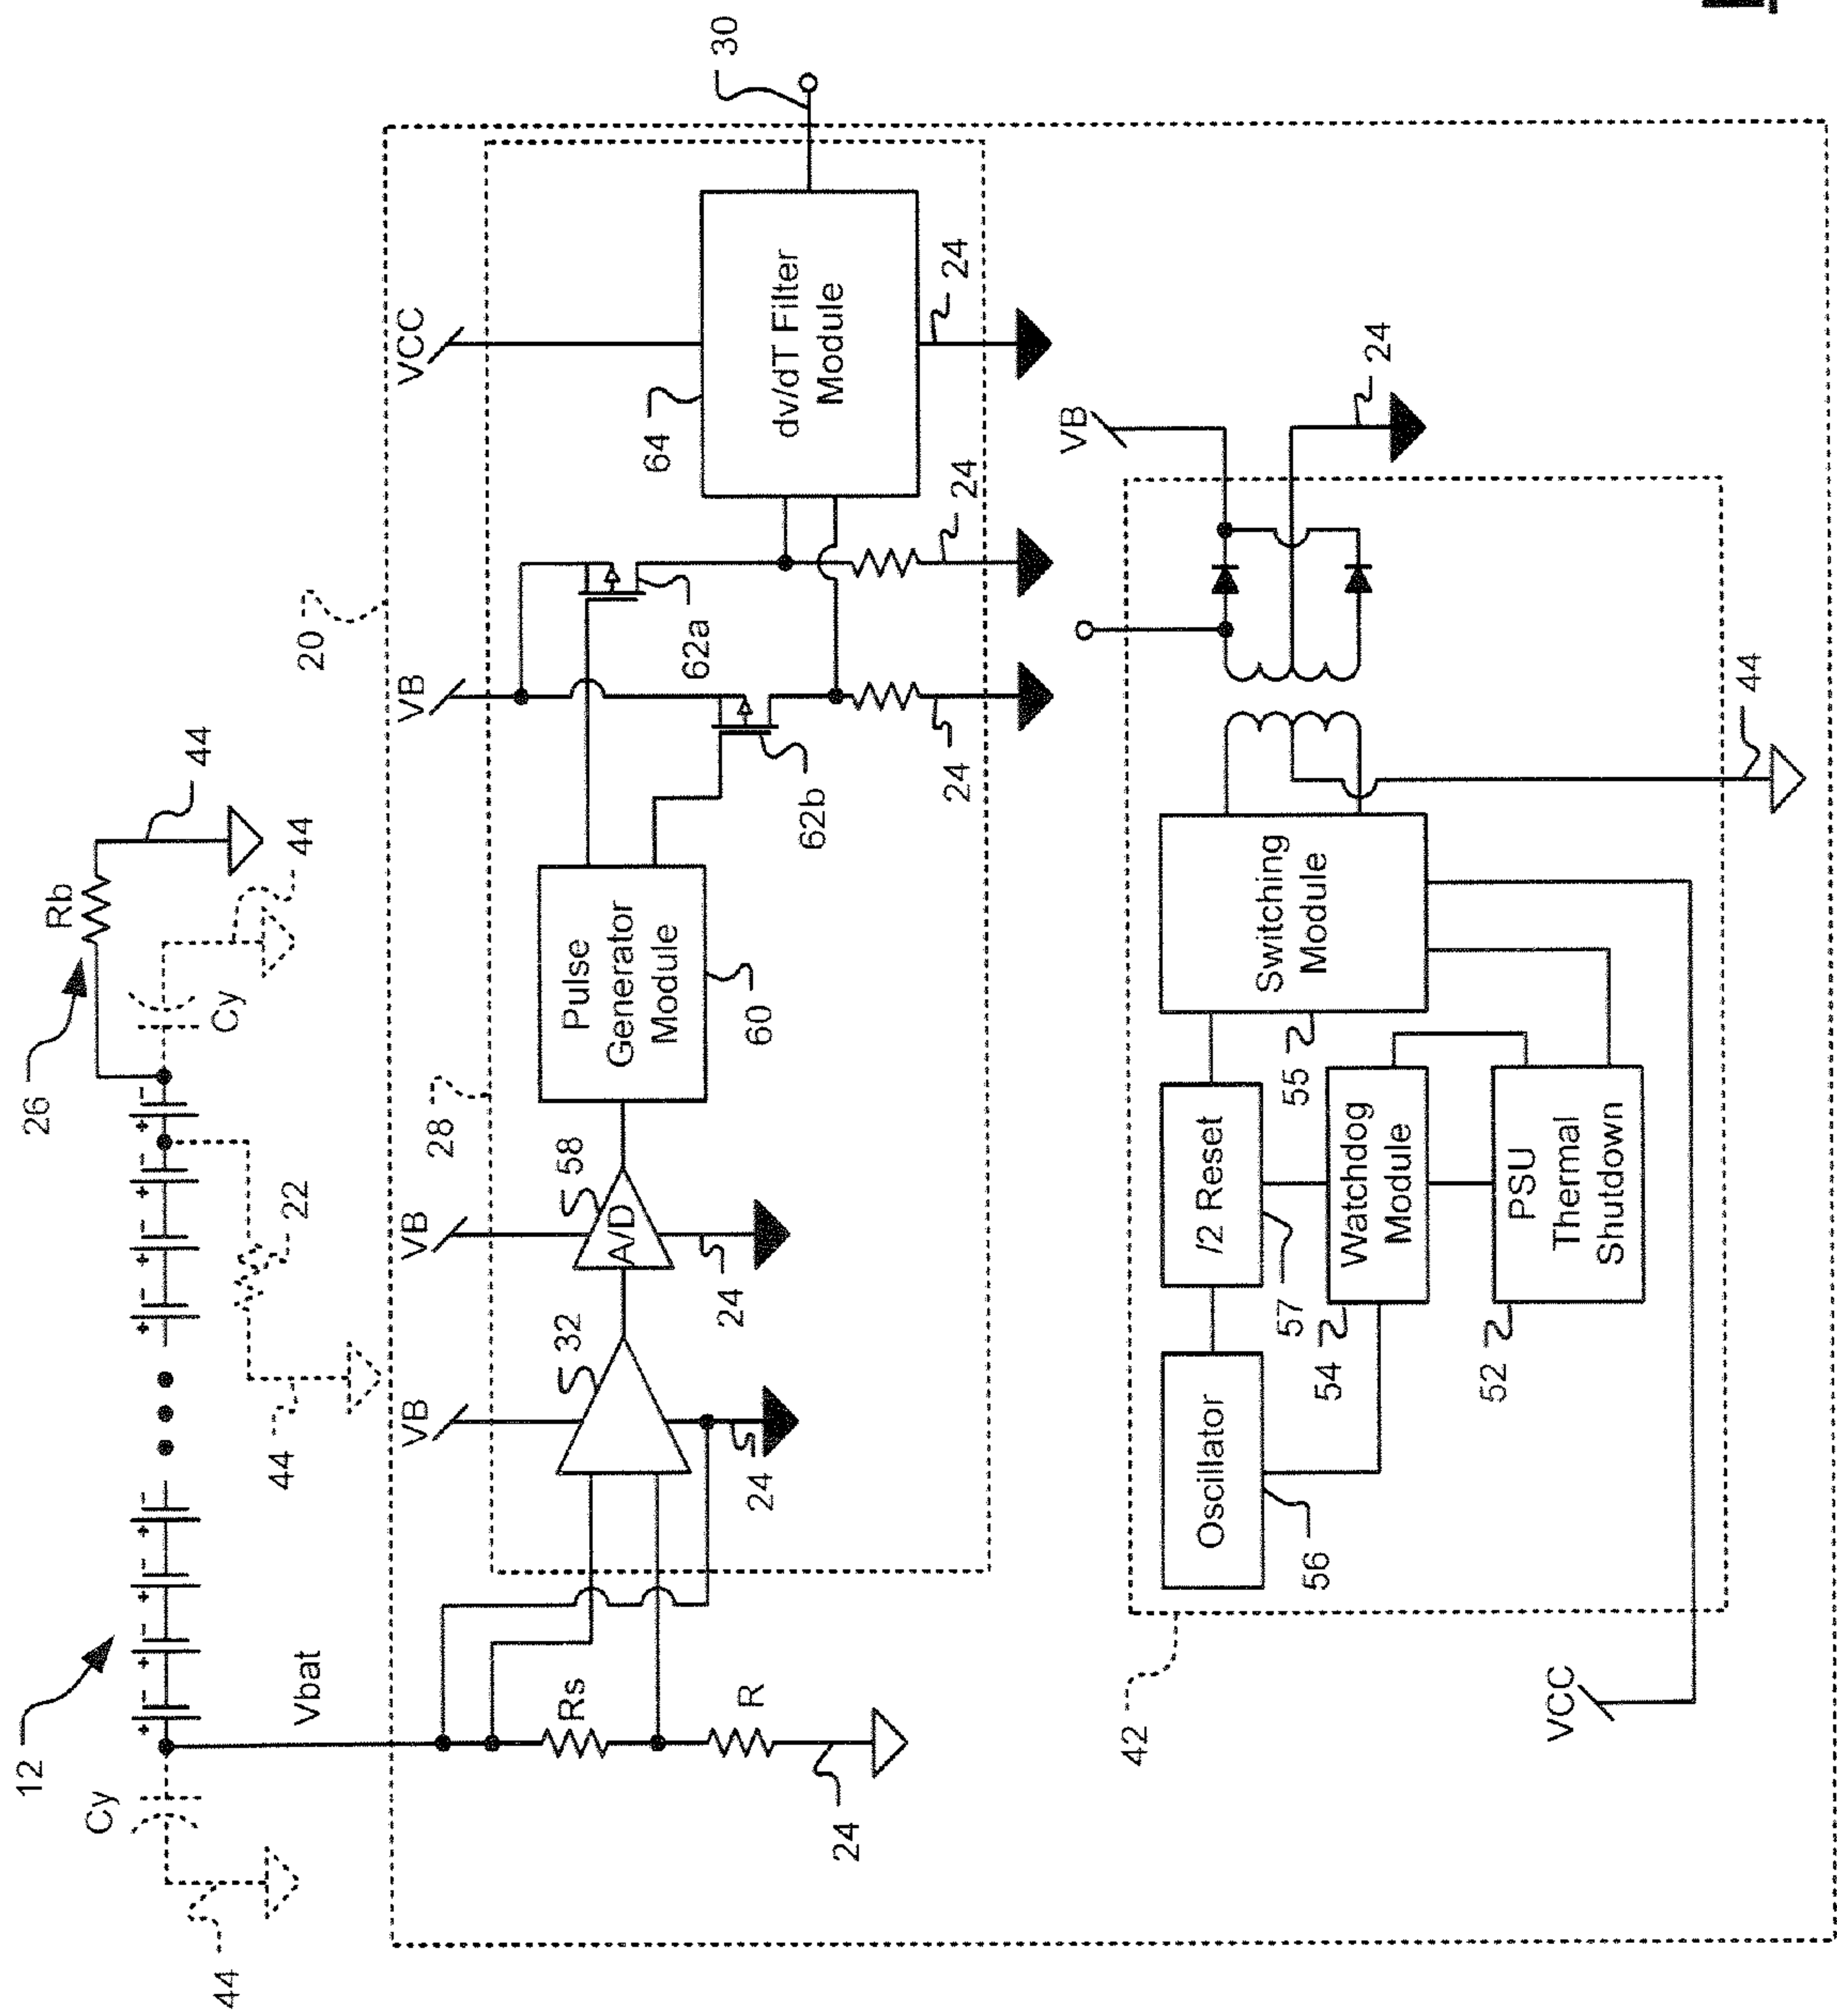 12
Cy
44
Vbat
+ - + - + - + -
+ - + - + - + -
44
22
26
Rb
44
Cy
44
20
28
Rs
R
24
VB
32
24
VB
58
A/D
24
Pulse
Generator
Module
60
VB
62a
62b
24
24
VCC
64
dv/dT Filter
Module
24
30
42
VCC
Oscillator
56
/2 Reset
57
Watchdog
Module
54
PSU
Thermal
Shutdown
52
Switching
Module
55
44
VB
24